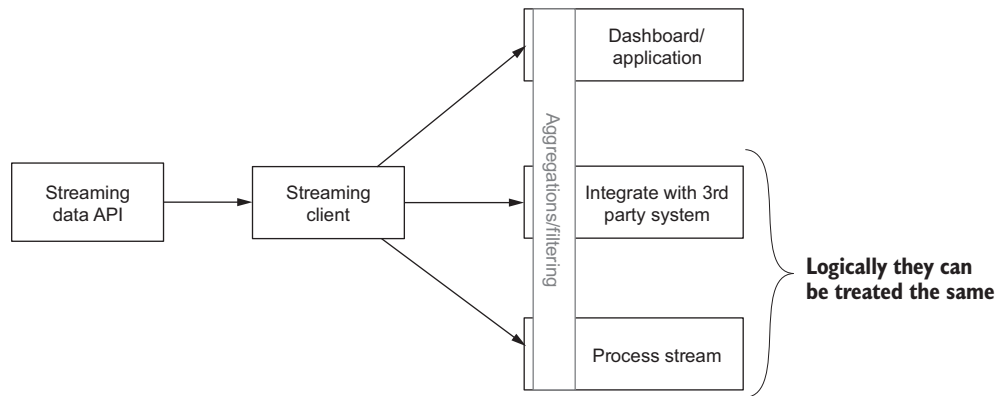 Dashboard/
application
Aggregations/filtering
Streaming
data API
Streaming
client
Integrate with 3rd
party system
Logically they can
be treated the same
Process stream